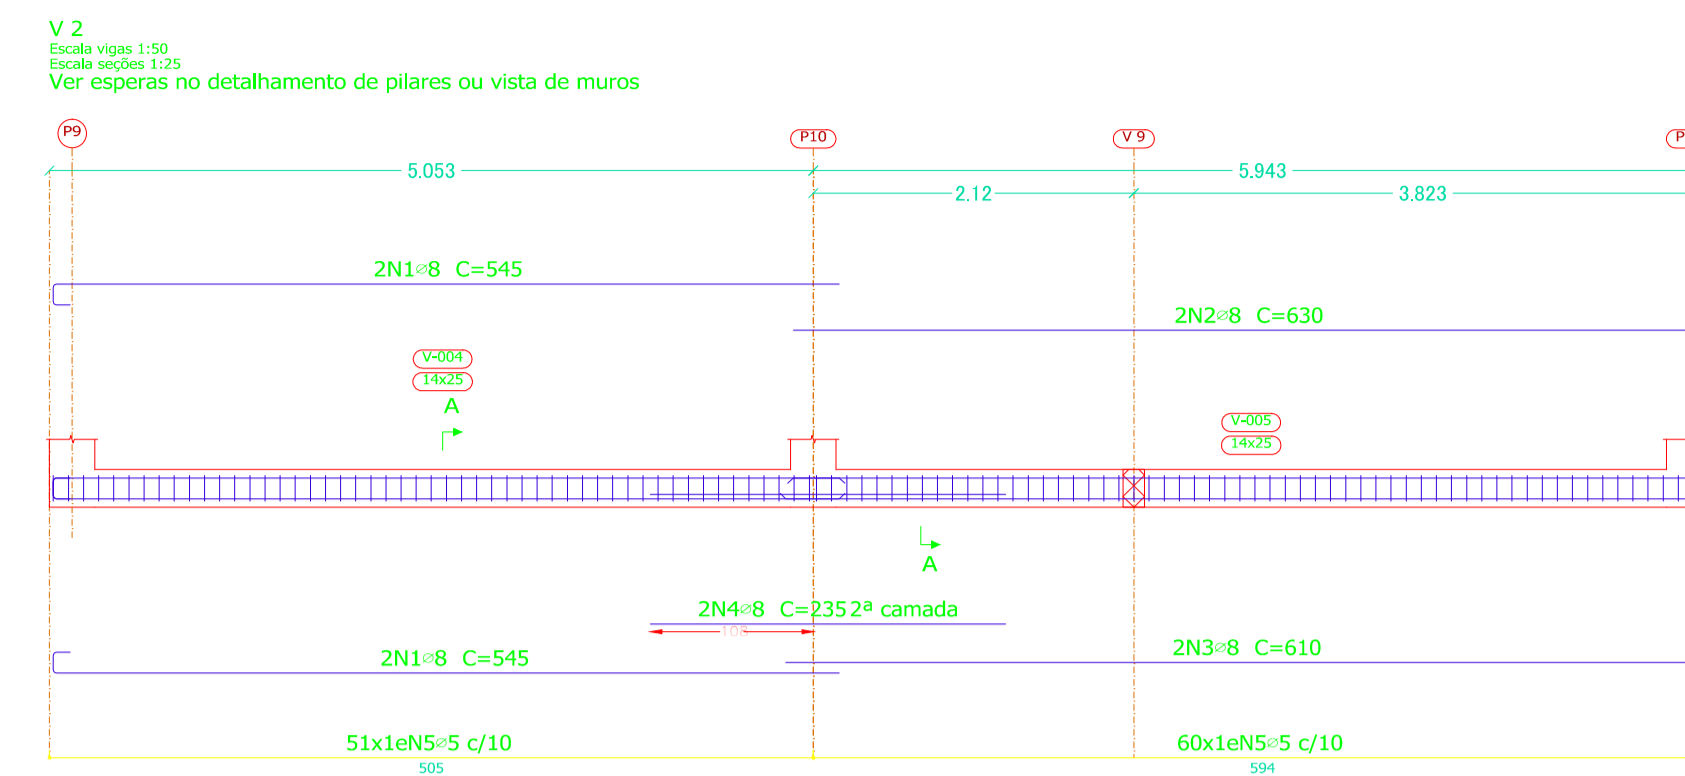 V 2
Escala vigas 1:50
Escala seções 1:25
Ver esperas no detalhamento de pilares ou vista de muros
P9 P10 V 9 P
5.053 5.943
2.12 3.823
2N1⌀8 C=545
2N2⌀8 C=630
V-004
14x25
A
V-005
14x25
A
2N4⌀8 C=235 2ª camada
108
2N1⌀8 C=545
2N3⌀8 C=610
51x1eN5⌀5 c/10 60x1eN5⌀5 c/10
505 594